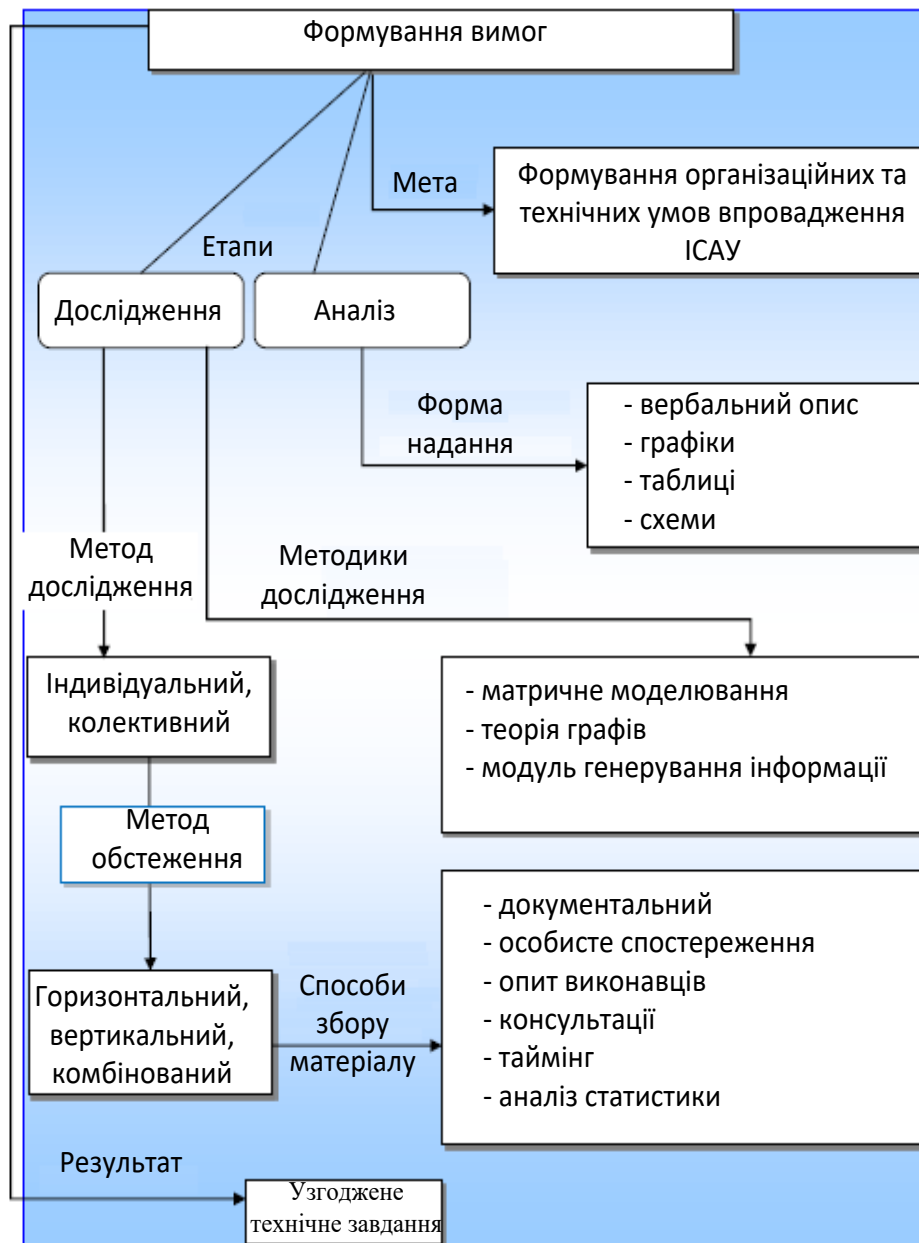 Формування вимог
Мета
Формування організаційних та
технічних умов впровадження
ІСАУ
Етапи
Дослідження
Аналіз
Форма
надання
- вербальний опис
- графіки
- таблиці
- схеми
Метод
дослідження
Методики
дослідження
Індивідуальний,
колективний
- матричне моделювання
- теорія графів
- модуль генерування інформації
Метод
обстеження
Горизонтальний,
вертикальний,
комбінований
Способи
збору
матеріалу
- документальний
- особисте спостереження
- опит виконавців
- консультації
- таймінг
- аналіз статистики
Результат
Узгоджене
технічне завдання